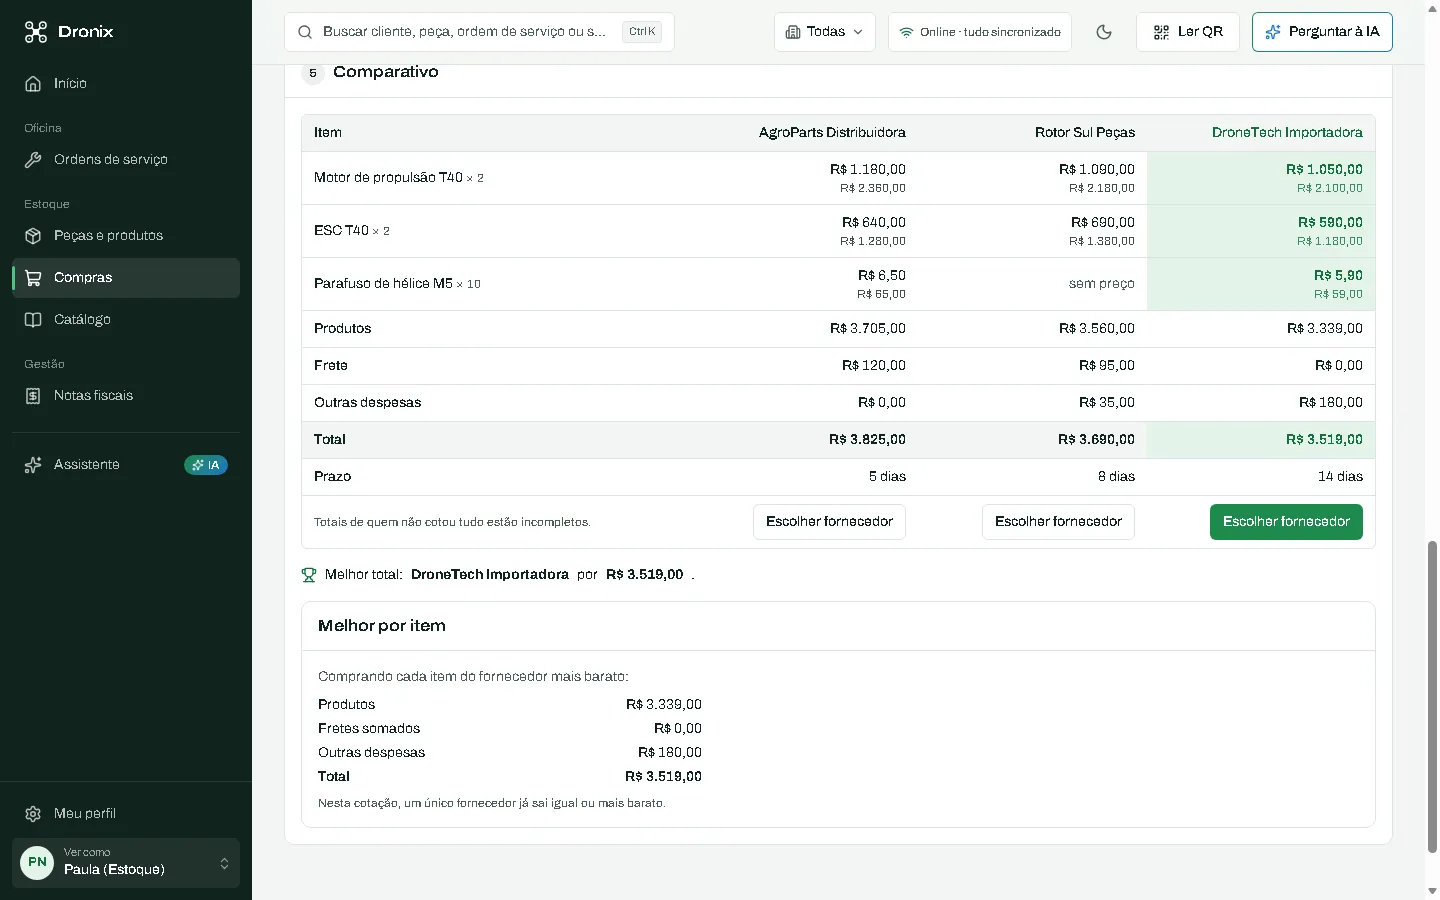 Dronix
Buscar cliente, peça, ordem de serviço ou s...
Ctrl K
Todas
Online · tudo sincronizado
Ler QR
Perguntar à IA
Início
Oficina
Ordens de serviço
Estoque
Peças e produtos
Compras
Catálogo
Gestão
Notas fiscais
Assistente
IA
Meu perfil
PN
Ver como
Paula (Estoque)
5 Comparativo
Item AgroParts Distribuidora Rotor Sul Peças DroneTech Importadora
Motor de propulsão T40 × 2 R$ 1.180,00 R$ 1.090,00 R$ 1.050,00
R$ 2.360,00 R$ 2.180,00 R$ 2.100,00
ESC T40 × 2 R$ 640,00 R$ 690,00 R$ 590,00
R$ 1.280,00 R$ 1.380,00 R$ 1.180,00
Parafuso de hélice M5 × 10 R$ 6,50 sem preço R$ 5,90
R$ 65,00 R$ 59,00
Produtos R$ 3.705,00 R$ 3.560,00 R$ 3.339,00
Frete R$ 120,00 R$ 95,00 R$ 0,00
Outras despesas R$ 0,00 R$ 35,00 R$ 180,00
Total R$ 3.825,00 R$ 3.690,00 R$ 3.519,00
Prazo 5 dias 8 dias 14 dias
Totais de quem não cotou tudo estão incompletos. Escolher fornecedor Escolher fornecedor Escolher fornecedor
Melhor total: DroneTech Importadora por R$ 3.519,00 .
Melhor por item
Comprando cada item do fornecedor mais barato:
Produtos R$ 3.339,00
Fretes somados R$ 0,00
Outras despesas R$ 180,00
Total R$ 3.519,00
Nesta cotação, um único fornecedor já sai igual ou mais barato.